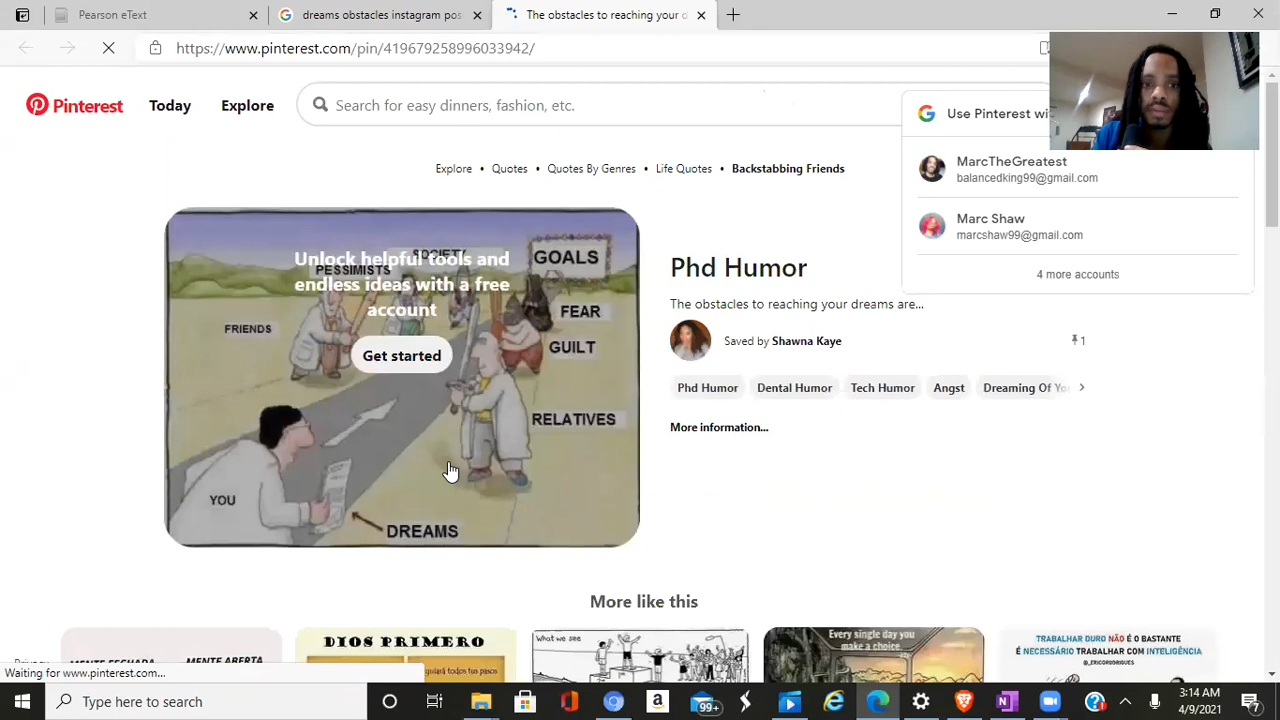 Pearson eText
dreams obstacles instagram pos
The obstacles to reaching your d
https://www.pinterest.com/pin/419679258996033942/
Pinterest
Today
Explore
Search for easy dinners, fashion, etc.
Use Pinterest wi
MarcTheGreatest
balancedking99@gmail.com
Marc Shaw
marcshaw99@gmail.com
4 more accounts
Explore • Quotes • Quotes By Genres • Life Quotes • Backstabbing Friends
SOCIETY
PESSIMISTS
GOALS
Unlock helpful tools and
endless ideas with a free
account
Get started
FRIENDS
FEAR
GUILT
RELATIVES
YOU
DREAMS
Phd Humor
The obstacles to reaching your dreams are...
Saved by Shawna Kaye
1
Phd Humor
Dental Humor
Tech Humor
Angst
Dreaming Of Yo
More information...
More like this
MENTE FECHADA
MENTE ABERTA
DIOS PRIMERO
What we see
Every single day you
make a choice.
TRABALHAR DURO NÃO É O BASTANTE
É NECESSÁRIO TRABALHAR COM INTELIGÊNCIA
@_ERICORDRIGUES
Waiting for www.pinterest.com...
Type here to search
99+
3:14 AM
4/9/2021
7